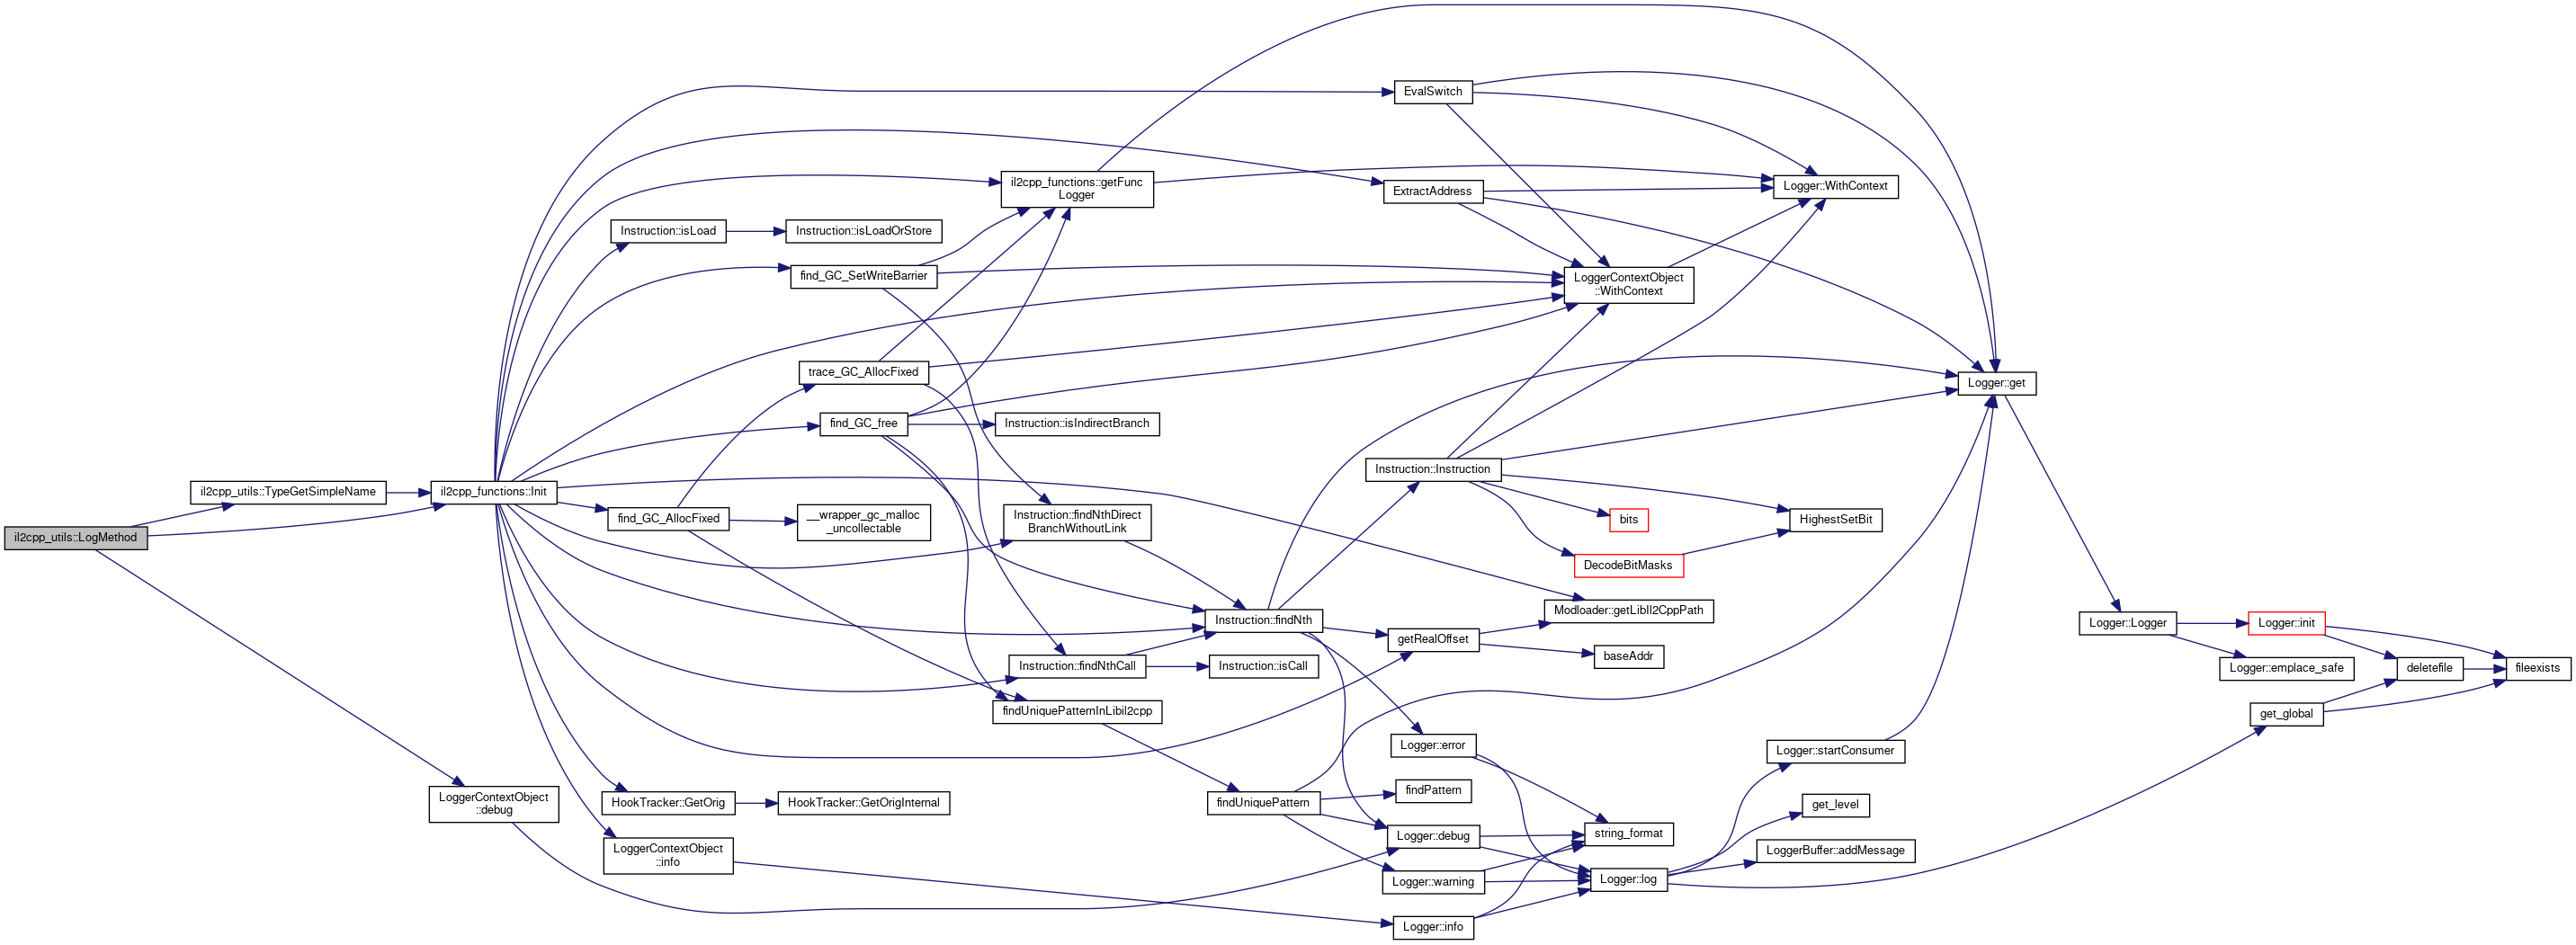 EvalSwitch
il2cpp_functions::getFunc
Logger
ExtractAddress
Logger::WithContext
Instruction::isLoad
Instruction::isLoadOrStore
find_GC_SetWriteBarrier
LoggerContextObject
::WithContext
trace_GC_AllocFixed
Logger::get
find_GC_free
Instruction::isIndirectBranch
Instruction::Instruction
il2cpp_utils::TypeGetSimpleName
il2cpp_functions::Init
find_GC_AllocFixed
__wrapper_gc_malloc
_uncollectable
Instruction::findNthDirect
BranchWithoutLink
bits
HighestSetBit
il2cpp_utils::LogMethod
DecodeBitMasks
Modloader::getLibIl2CppPath
Instruction::findNth
getRealOffset
baseAddr
Logger::Logger
Logger::init
Instruction::findNthCall
Instruction::isCall
Logger::emplace_safe
deletefile
fileexists
findUniquePatternInLibil2cpp
get_global
Logger::error
Logger::startConsumer
LoggerContextObject
::debug
HookTracker::GetOrig
HookTracker::GetOrigInternal
findUniquePattern
findPattern
get_level
Logger::debug
string_format
LoggerContextObject
::info
LoggerBuffer::addMessage
Logger::warning
Logger::log
Logger::info